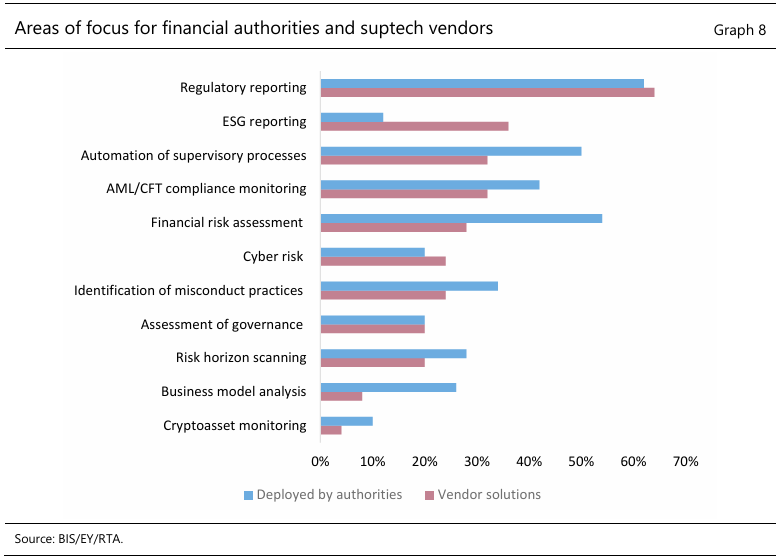 Areas of focus for financial authorities and suptech vendors
Graph 8
Regulatory reporting
ESG reporting
Automation of supervisory processes
AML/CFT compliance monitoring
Financial risk assessment
Cyber risk
Identification of misconduct practices
Assessment of governance
Risk horizon scanning
Business model analysis
Cryptoasset monitoring
0% 10% 20% 30% 40% 50% 60% 70%
Deployed by authorities Vendor solutions
Source: BIS/EY/RTA.